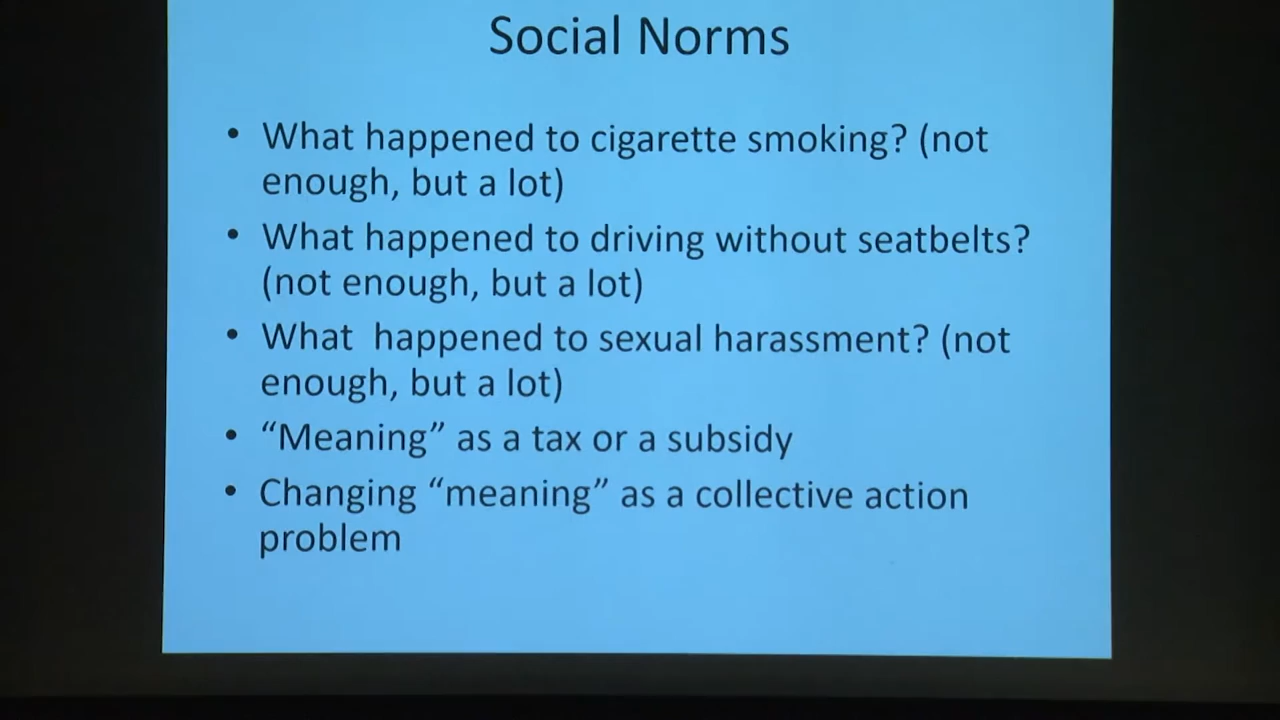 Social Norms
• What happened to cigarette smoking? (not
enough, but a lot)
• What happened to driving without seatbelts?
(not enough, but a lot)
• What  happened to sexual harassment? (not
enough, but a lot)
• “Meaning” as a tax or a subsidy
• Changing “meaning” as a collective action
problem